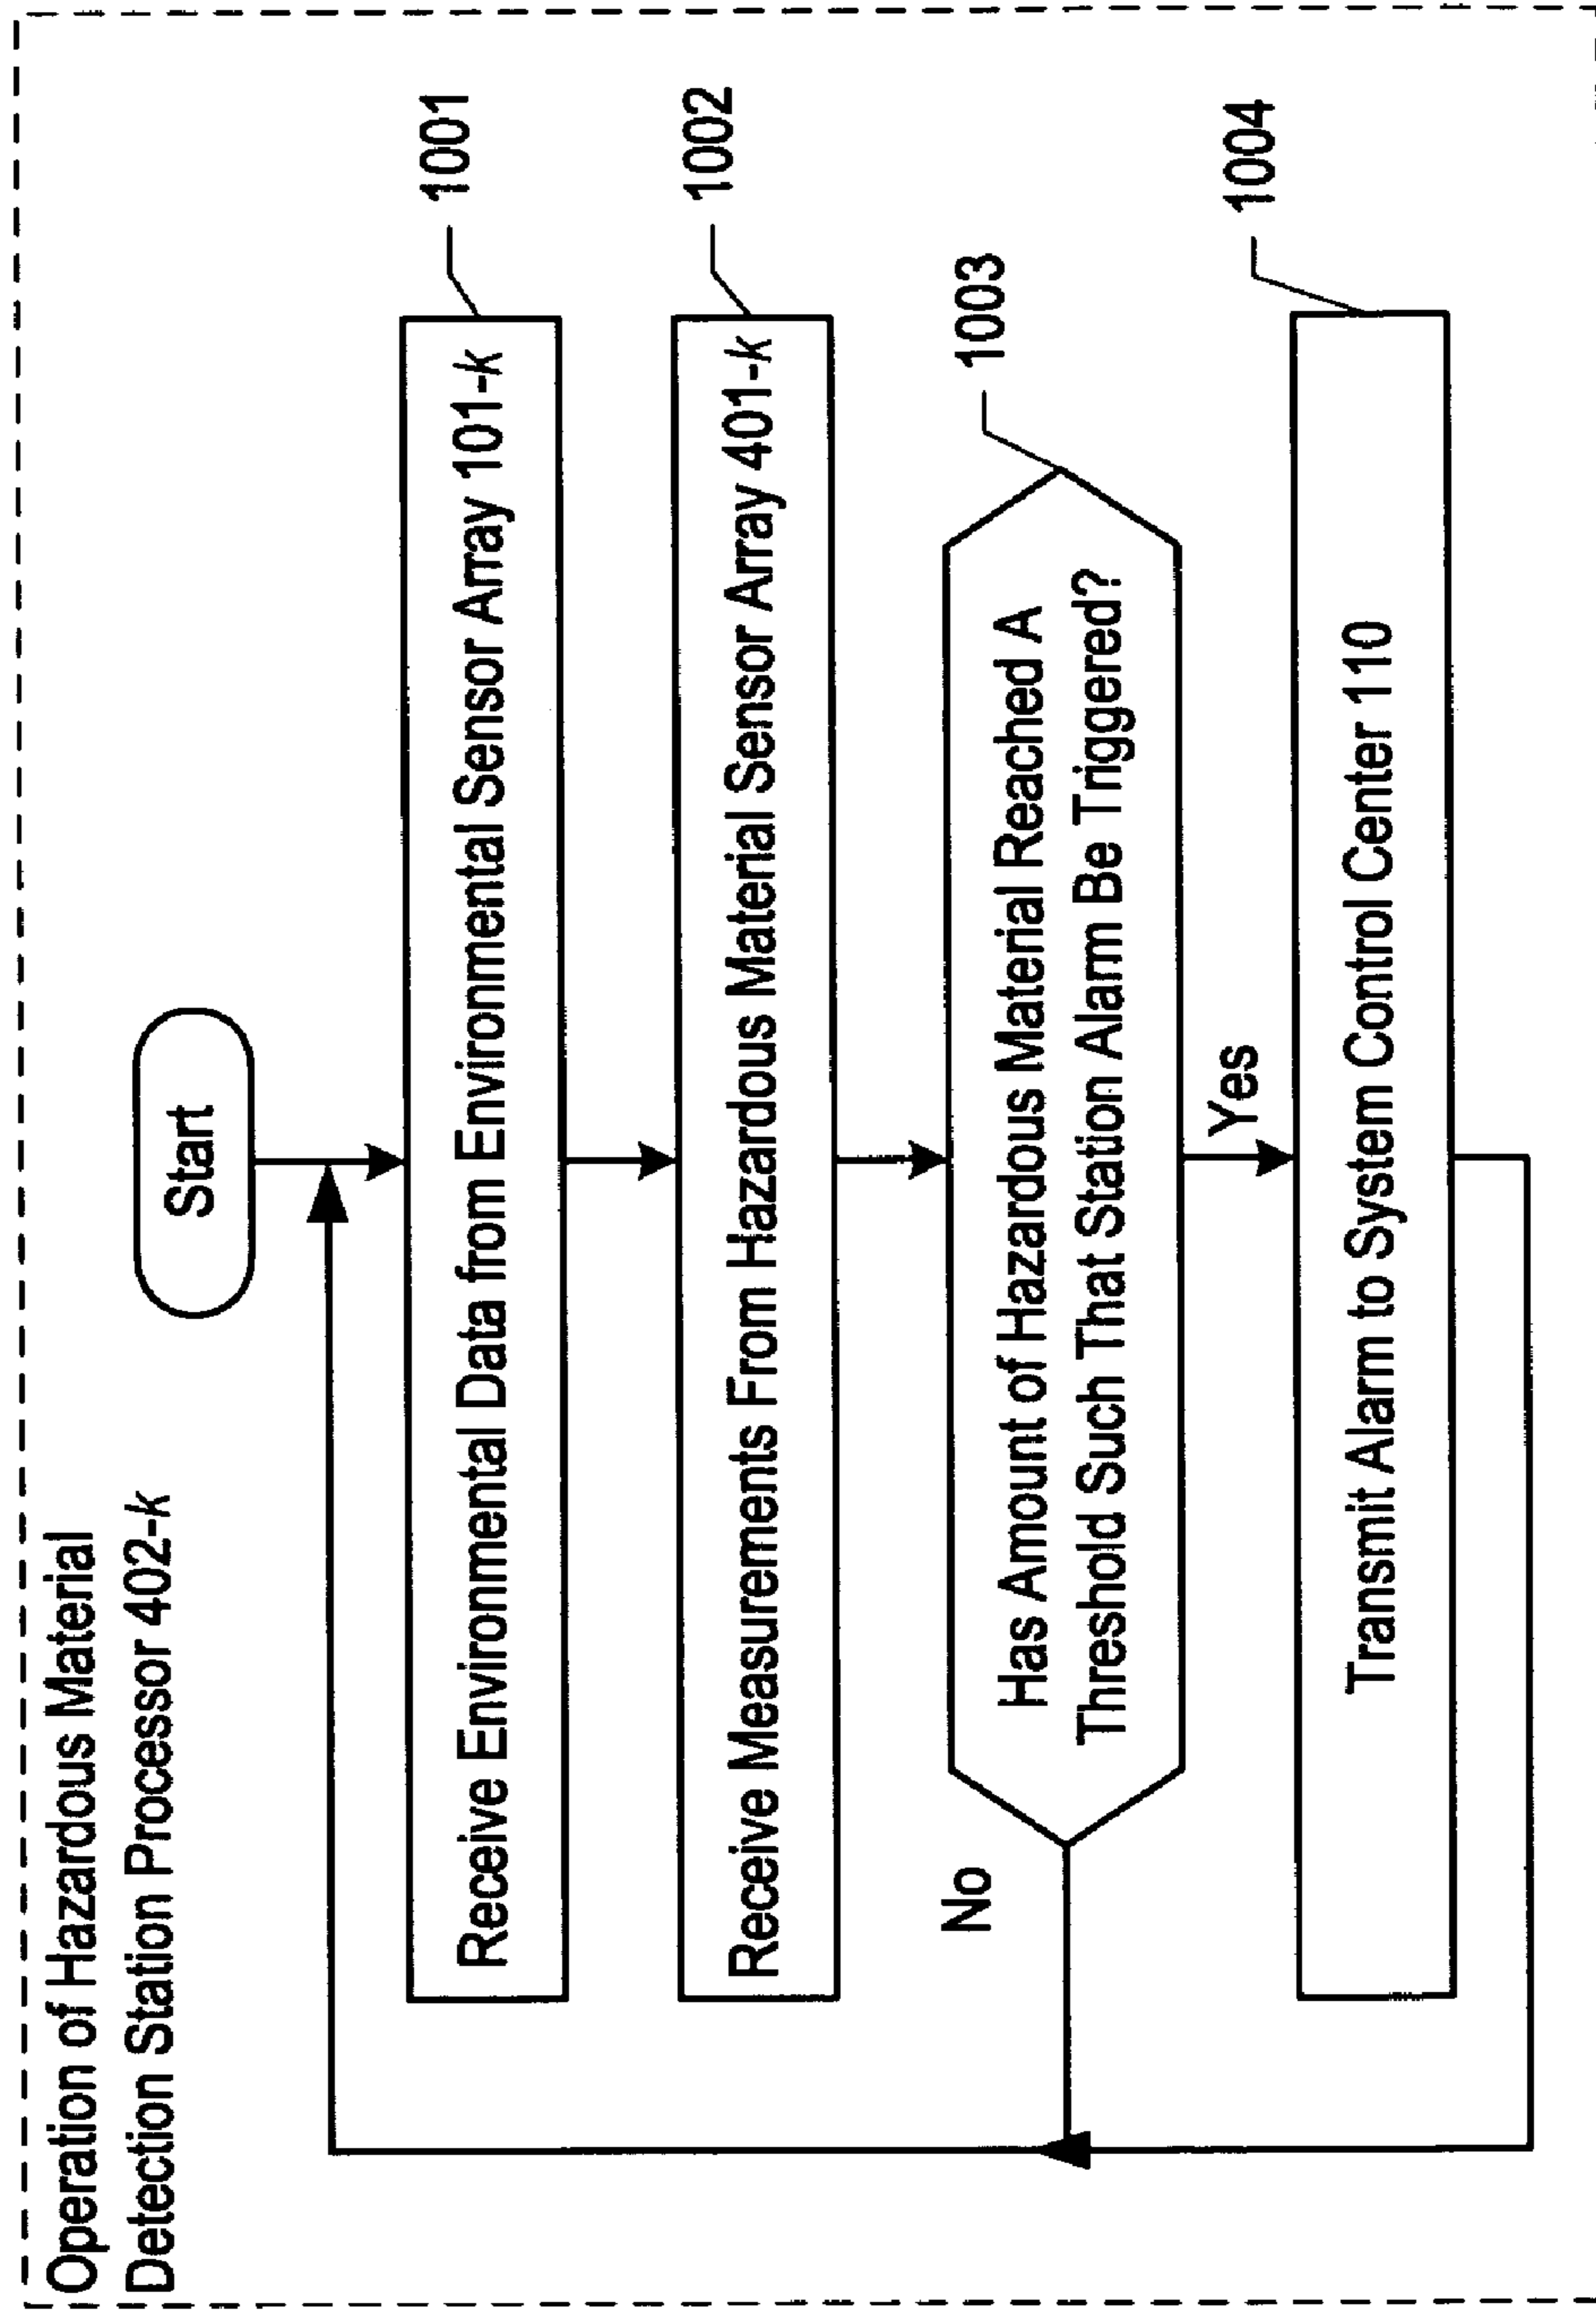 Operation of Hazardous Material
Detection Station Processor 402-k
Start
Receive Environmental Data from Environmental Sensor Array 101-k
1001
Receive Measurements From Hazardous Material Sensor Array 401-k
1002
Has Amount of Hazardous Material Reached A
Threshold Such That Station Alarm Be Triggered?
1003
No
Yes
Transmit Alarm to System Control Center 110
1004